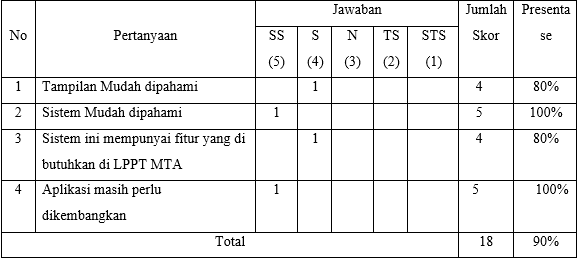 No Pertanyaan Jawaban Jumlah Skor Presenta se
SS (5) S (4) N (3) TS (2) STS (1)
1 Tampilan Mudah dipahami 1 4 80%
2 Sistem Mudah dipahami 1 5 100%
3 Sistem ini mempunyai fitur yang di 1 4 80%
butuhkan di LPPT MTA
4 Aplikasi masih perlu 1 5 100%
dikembangkan
Total 18 90%